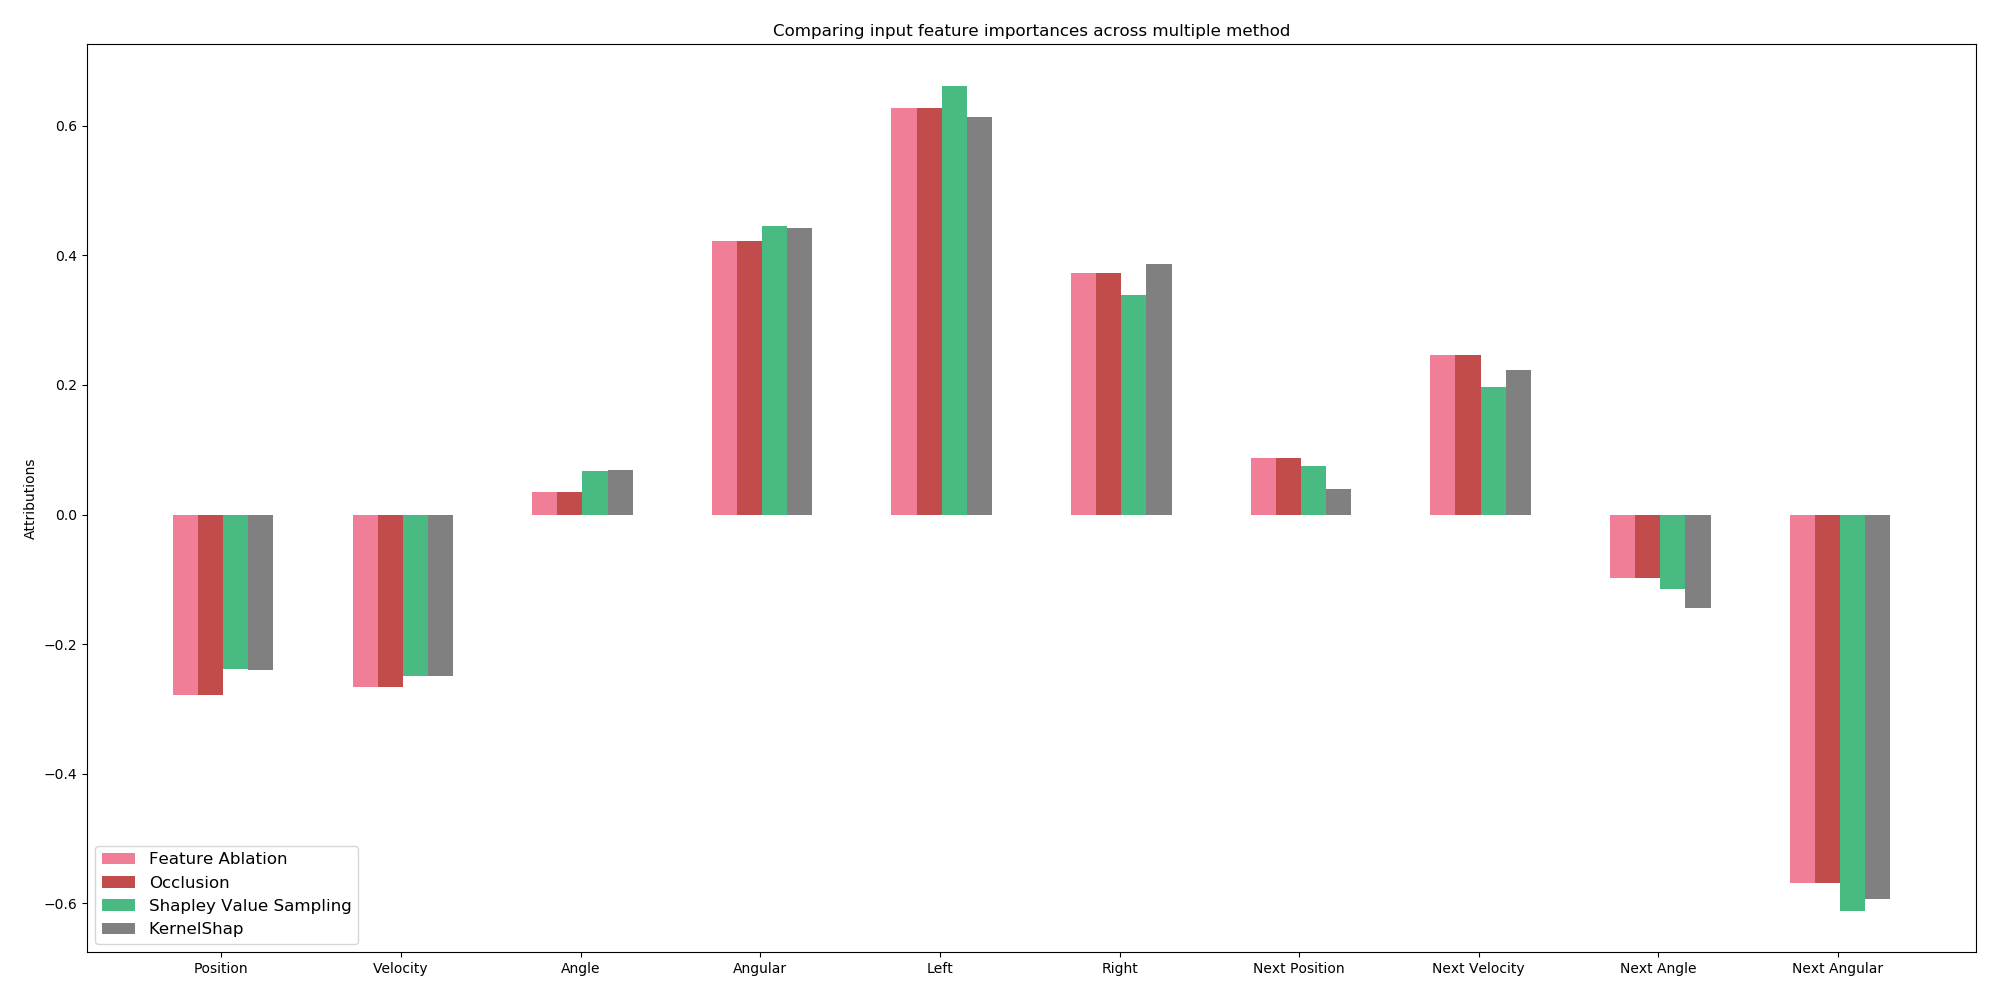 Comparing input feature importances across multiple method
Attributions
0.6
0.4
0.2
0.0
−0.2
−0.4
−0.6
Feature Ablation
Occlusion
Shapley Value Sampling
KernelShap
Position Velocity Angle Angular Left Right Next Position Next Velocity Next Angle Next Angular